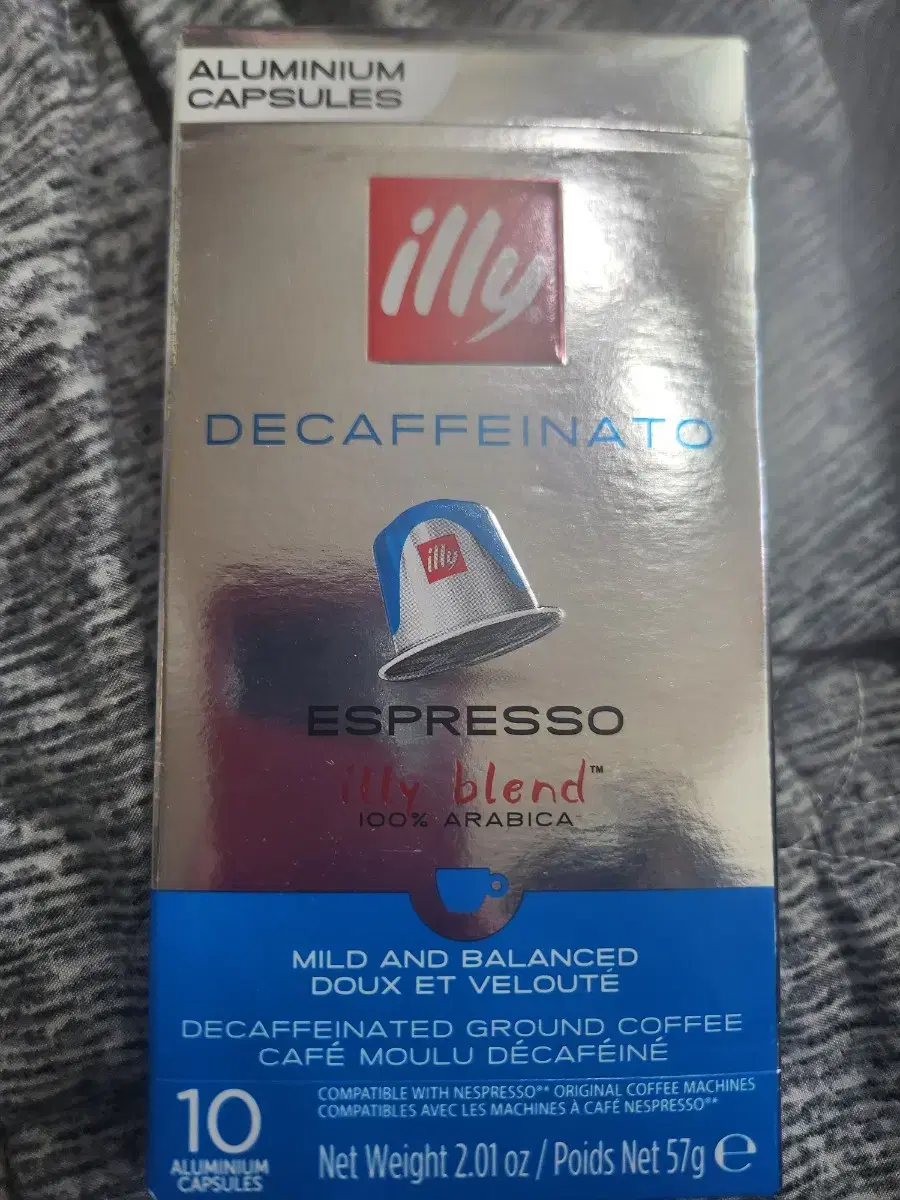 ALUMINIUM
CAPSULES
illy
DECAFFEINATO
illy
ESPRESSO
illy blend™
100% ARABICA
MILD AND BALANCED
DOUX ET VELOUTÉ
DECAFFEINATED GROUND COFFEE
CAFÉ MOULU DÉCAFÉINÉ
10
ALUMINIUM
CAPSULES
COMPATIBLE WITH NESPRESSO** ORIGINAL COFFEE MACHINES
COMPATIBLES AVEC LES MACHINES À CAFÉ NESPRESSO**
Net Weight 2.01 oz / Poids Net 57g ℮